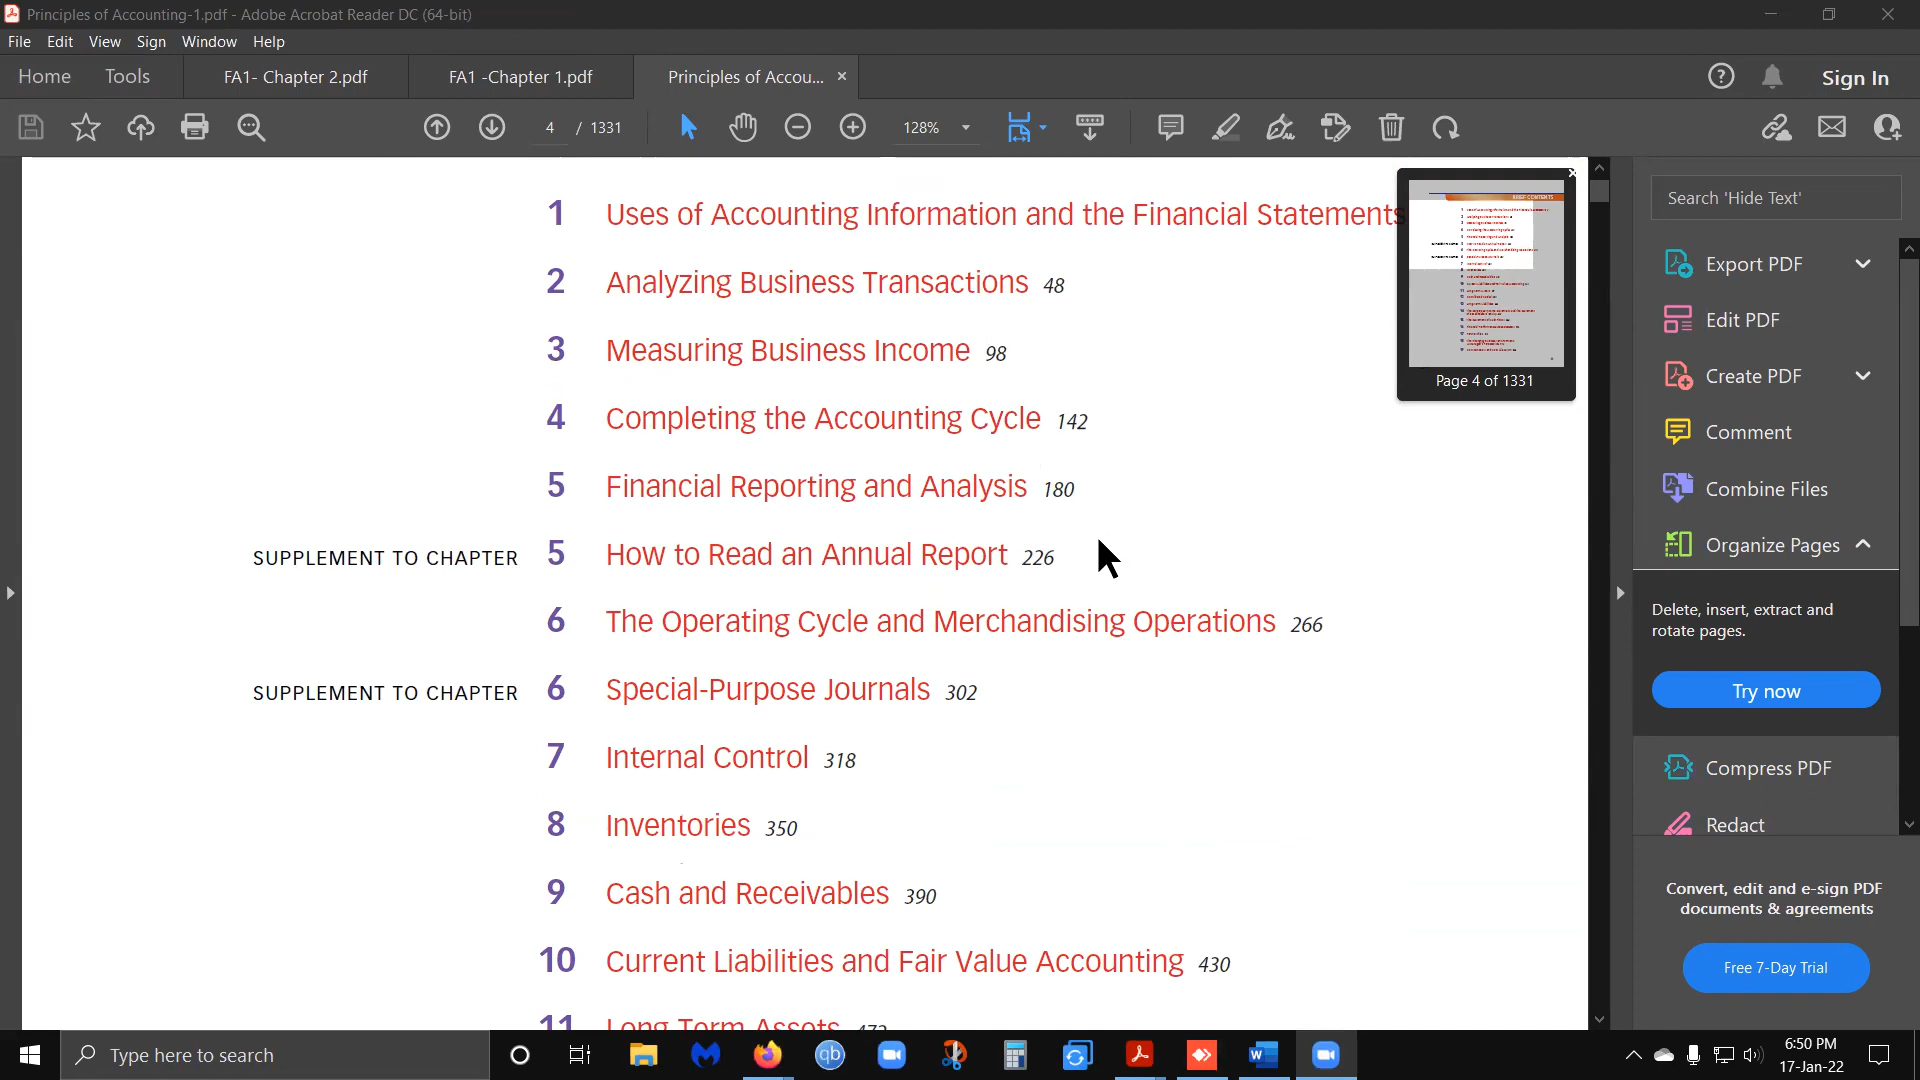 Principles of Accounting-1.pdf - Adobe Acrobat Reader DC (64-bit)
File Edit View Sign Window Help
Home Tools FA1- Chapter 2.pdf FA1 -Chapter 1.pdf Principles of Accou... × Sign In
4 / 1331 128%
1 Uses of Accounting Information and the Financial Statements
2 Analyzing Business Transactions 48
3 Measuring Business Income 98
4 Completing the Accounting Cycle 142
5 Financial Reporting and Analysis 180
SUPPLEMENT TO CHAPTER 5 How to Read an Annual Report 226
6 The Operating Cycle and Merchandising Operations 266
SUPPLEMENT TO CHAPTER 6 Special-Purpose Journals 302
7 Internal Control 318
8 Inventories 350
9 Cash and Receivables 390
10 Current Liabilities and Fair Value Accounting 430
11 Long-Term Assets 472
BRIEF CONTENTS
Page 4 of 1331
Search 'Hide Text'
Export PDF
Edit PDF
Create PDF
Comment
Combine Files
Organize Pages
Delete, insert, extract and
rotate pages.
Try now
Compress PDF
Redact
Convert, edit and e-sign PDF
documents & agreements
Free 7-Day Trial
Type here to search
qb
6:50 PM
17-Jan-22